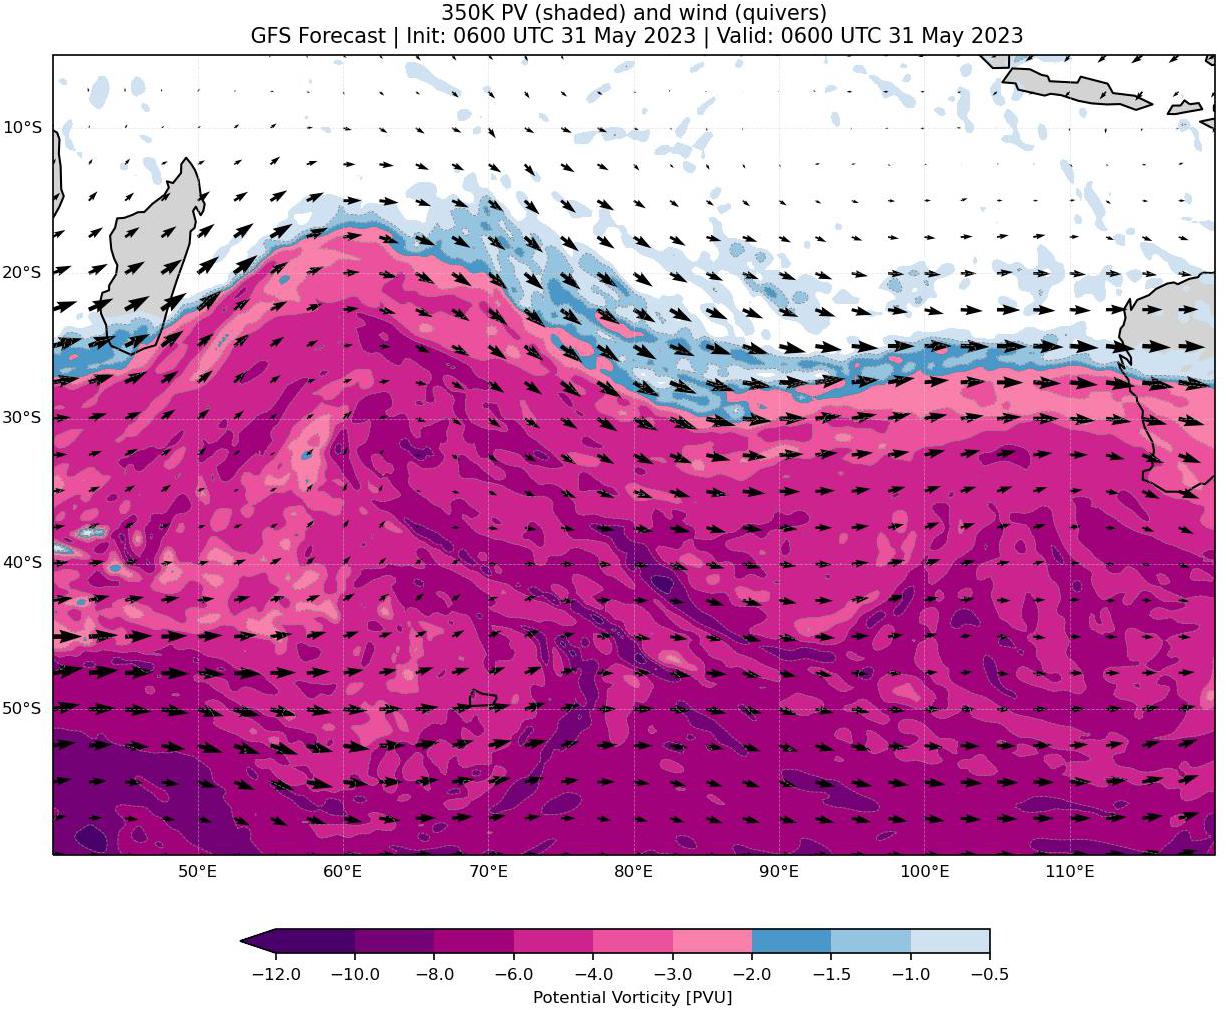 350K PV (shaded) and wind (quivers)
GFS Forecast | Init: 0600 UTC 31 May 2023 | Valid: 0600 UTC 31 May 2023
10°S
20°S
30°S
40°S
50°S
50°E 60°E 70°E 80°E 90°E 100°E 110°E
−12.0 −10.0 −8.0 −6.0 −4.0 −3.0 −2.0 −1.5 −1.0 −0.5
Potential Vorticity [PVU]